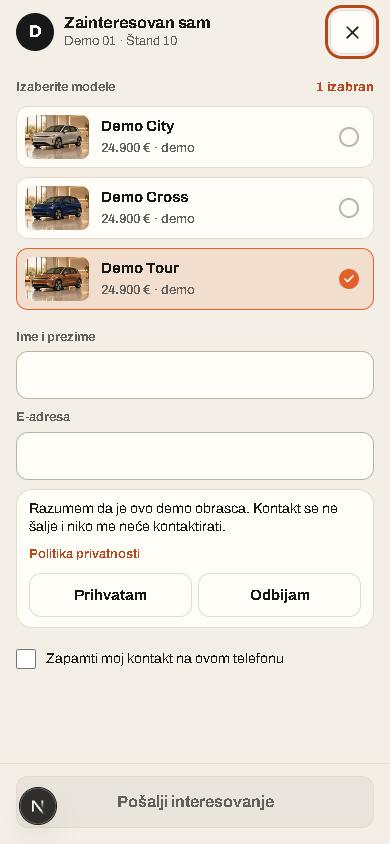 D
Zainteresovan sam
Demo 01 · Štand 10
Izaberite modele
1 izabran
Demo City
24.900 € · demo
Demo Cross
24.900 € · demo
Demo Tour
24.900 € · demo
Ime i prezime
E-adresa
Razumem da je ovo demo obrasca. Kontakt se ne
šalje i niko me neće kontaktirati.
Politika privatnosti
Prihvatam
Odbijam
Zapamti moj kontakt na ovom telefonu
N
Pošalji interesovanje